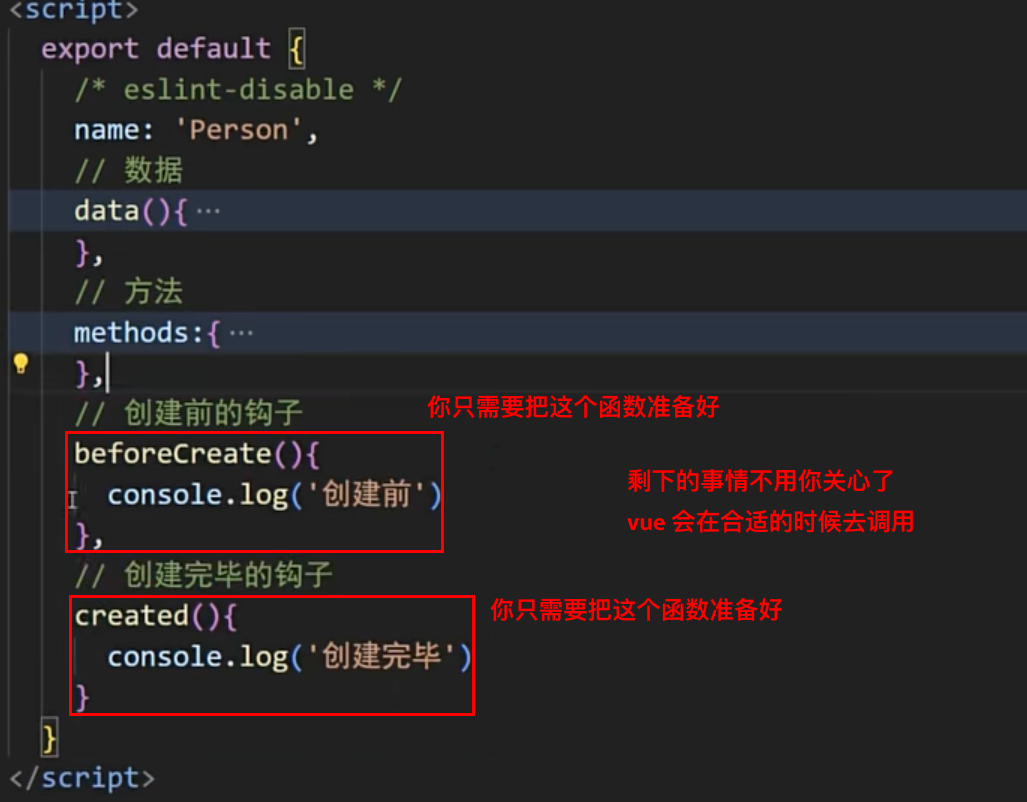 <script>
export default {
/* eslint-disable */
name: 'Person',
// 数据
data(){ ···
},
// 方法
methods:{ ···
},
// 创建前的钩子
你只需要把这个函数准备好
beforeCreate(){
console.log('创建前')
剩下的事情不用你关心了
},
vue 会在合适的时候去调用
// 创建完毕的钩子
created(){
你只需要把这个函数准备好
console.log('创建完毕')
}
}
</script>